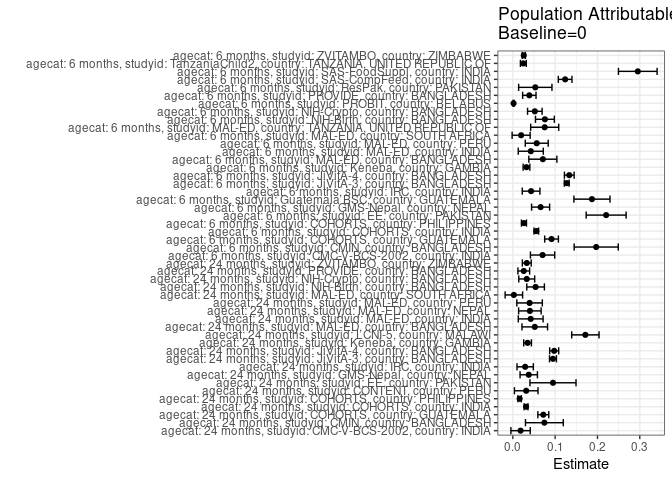 Population Attributable
Baseline=0
agecat: 6 months, studyid: ZVITAMBO, country: ZIMBABWE
agecat: 6 months, studyid: TanzaniaChild2, country: TANZANIA, UNITED REPUBLIC OF
agecat: 6 months, studyid: SAS-FoodSuppl, country: INDIA
agecat: 6 months, studyid: SAS-CompFeed, country: INDIA
agecat: 6 months, studyid: ResPak, country: PAKISTAN
agecat: 6 months, studyid: PROVIDE, country: BANGLADESH
agecat: 6 months, studyid: PROBIT, country: BELARUS
agecat: 6 months, studyid: NIH-Crypto, country: BANGLADESH
agecat: 6 months, studyid: NIH-Birth, country: BANGLADESH
agecat: 6 months, studyid: MAL-ED, country: TANZANIA, UNITED REPUBLIC OF
agecat: 6 months, studyid: MAL-ED, country: SOUTH AFRICA
agecat: 6 months, studyid: MAL-ED, country: PERU
agecat: 6 months, studyid: MAL-ED, country: INDIA
agecat: 6 months, studyid: MAL-ED, country: BANGLADESH
agecat: 6 months, studyid: Keneba, country: GAMBIA
agecat: 6 months, studyid: JiVitA-4, country: BANGLADESH
agecat: 6 months, studyid: JiVitA-3, country: BANGLADESH
agecat: 6 months, studyid: IRC, country: INDIA
agecat: 6 months, studyid: Guatemala BSC, country: GUATEMALA
agecat: 6 months, studyid: GMS-Nepal, country: NEPAL
agecat: 6 months, studyid: EE, country: PAKISTAN
agecat: 6 months, studyid: COHORTS, country: PHILIPPINES
agecat: 6 months, studyid: COHORTS, country: INDIA
agecat: 6 months, studyid: COHORTS, country: GUATEMALA
agecat: 6 months, studyid: CMIN, country: BANGLADESH
agecat: 6 months, studyid: CMC-V-BCS-2002, country: INDIA
agecat: 24 months, studyid: ZVITAMBO, country: ZIMBABWE
agecat: 24 months, studyid: PROVIDE, country: BANGLADESH
agecat: 24 months, studyid: NIH-Crypto, country: BANGLADESH
agecat: 24 months, studyid: NIH-Birth, country: BANGLADESH
agecat: 24 months, studyid: MAL-ED, country: SOUTH AFRICA
agecat: 24 months, studyid: MAL-ED, country: PERU
agecat: 24 months, studyid: MAL-ED, country: NEPAL
agecat: 24 months, studyid: MAL-ED, country: INDIA
agecat: 24 months, studyid: MAL-ED, country: BANGLADESH
agecat: 24 months, studyid: LCNI-5, country: MALAWI
agecat: 24 months, studyid: Keneba, country: GAMBIA
agecat: 24 months, studyid: JiVitA-4, country: BANGLADESH
agecat: 24 months, studyid: JiVitA-3, country: BANGLADESH
agecat: 24 months, studyid: IRC, country: INDIA
agecat: 24 months, studyid: GMS-Nepal, country: NEPAL
agecat: 24 months, studyid: EE, country: PAKISTAN
agecat: 24 months, studyid: CONTENT, country: PERU
agecat: 24 months, studyid: COHORTS, country: PHILIPPINES
agecat: 24 months, studyid: COHORTS, country: INDIA
agecat: 24 months, studyid: COHORTS, country: GUATEMALA
agecat: 24 months, studyid: CMIN, country: BANGLADESH
agecat: 24 months, studyid: CMC-V-BCS-2002, country: INDIA
0.0 0.1 0.2 0.3
Estimate